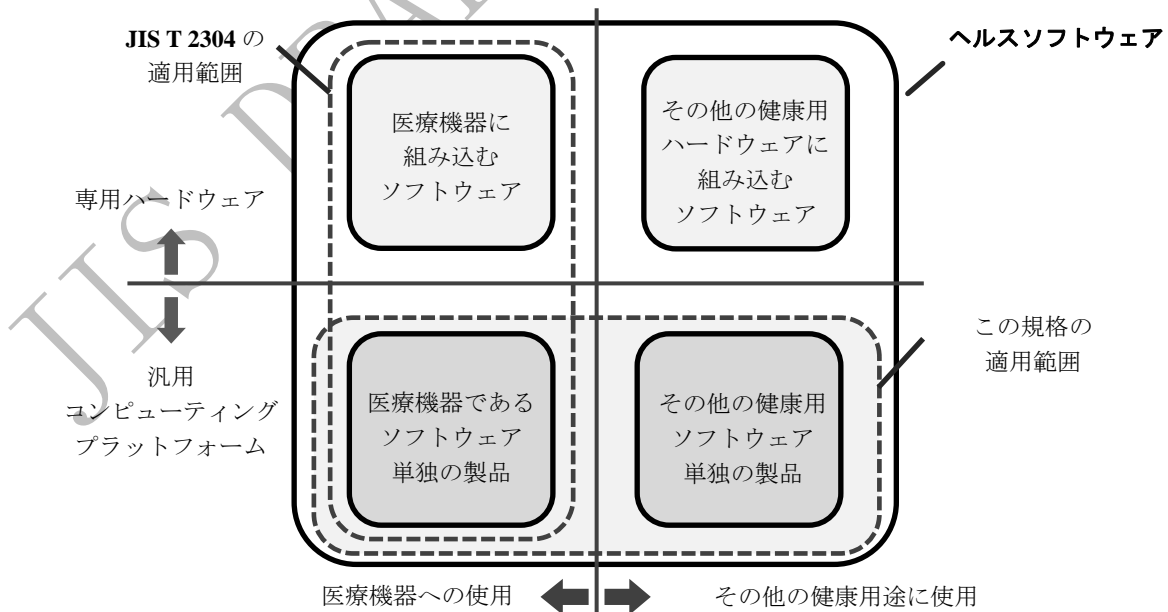 JIS T 2304 の
適用範囲
ヘルスソフトウェア
医療機器に
組み込む
ソフトウェア
その他の健康用
ハードウェアに
組み込む
ソフトウェア
専用ハードウェア
この規格の
適用範囲
汎用
コンピューティング
プラットフォーム
医療機器である
ソフトウェア
単独の製品
その他の健康用
ソフトウェア
単独の製品
医療機器への使用
その他の健康用途に使用
JIS DRA